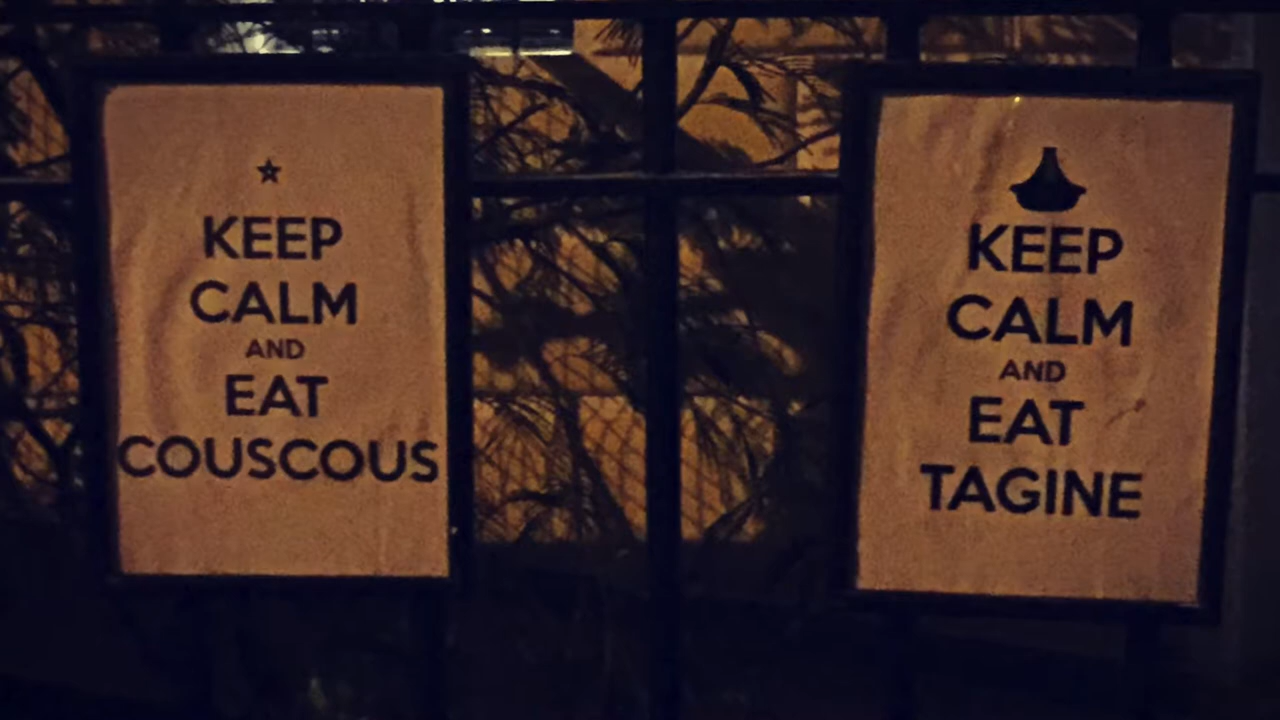 KEEP
CALM
AND
EAT
COUSCOUS
KEEP
CALM
AND
EAT
TAGINE